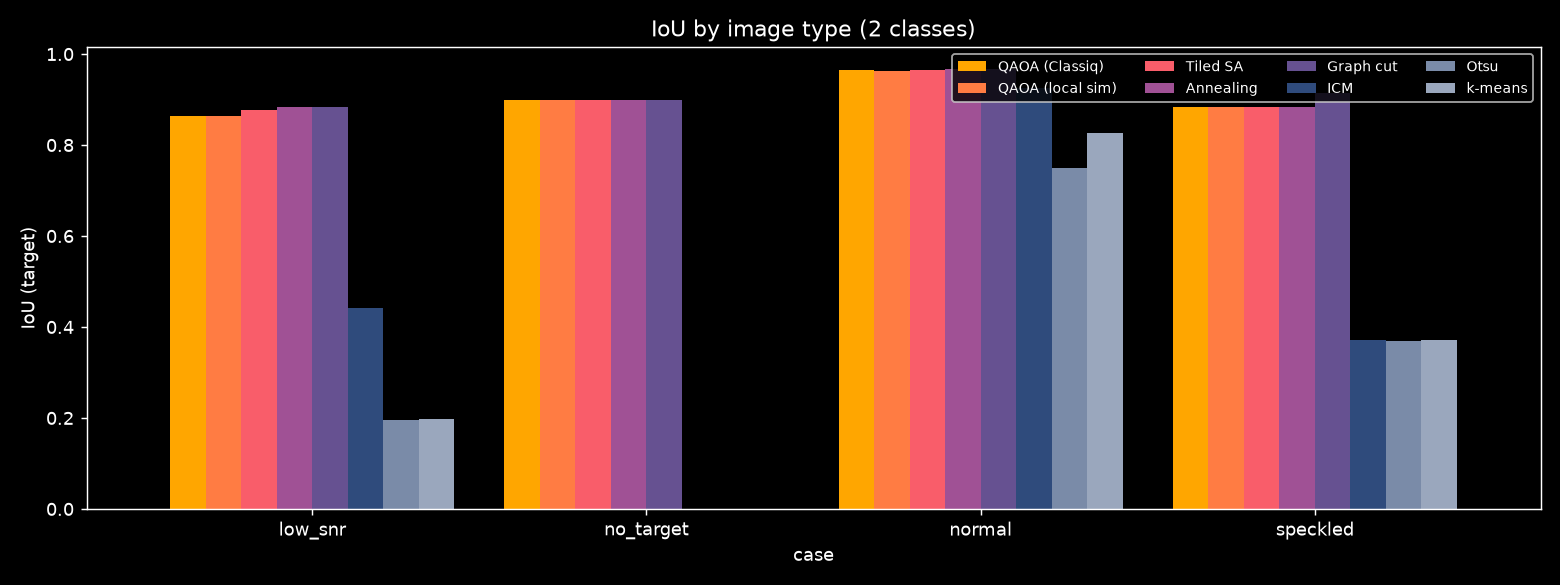 IoU by image type (2 classes)
QAOA (Classiq)
QAOA (local sim)
Tiled SA
Annealing
Graph cut
ICM
Otsu
k-means
IoU (target)
1.0
0.8
0.6
0.4
0.2
0.0
low_snr no_target normal speckled
case